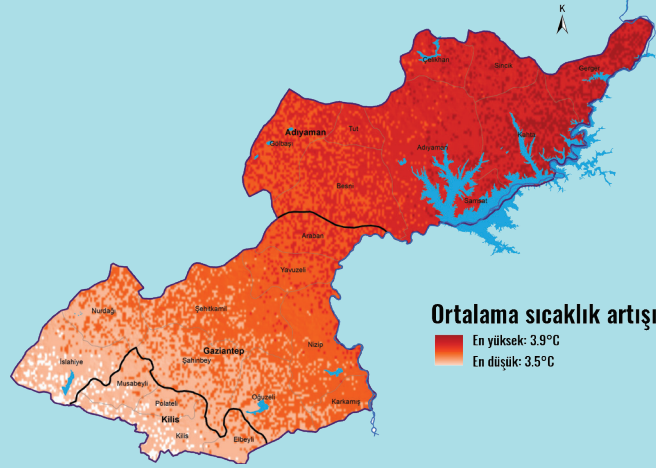 K
Çelikhan
Sincik
Gerger
Adıyaman
Tut
Gölbaşı
Adıyaman
Kahta
Besni
Samsat
Araban
Yavuzeli
Nurdağı
Şehitkamil
Gaziantep
Nizip
İslahiye
Şahinbey
Musabeyli
Oğuzeli
Karkamış
Polateli
Kilis
Kilis
Elbeyli
Ortalama sıcaklık artışı
En yüksek: 3.9°C
En düşük: 3.5°C